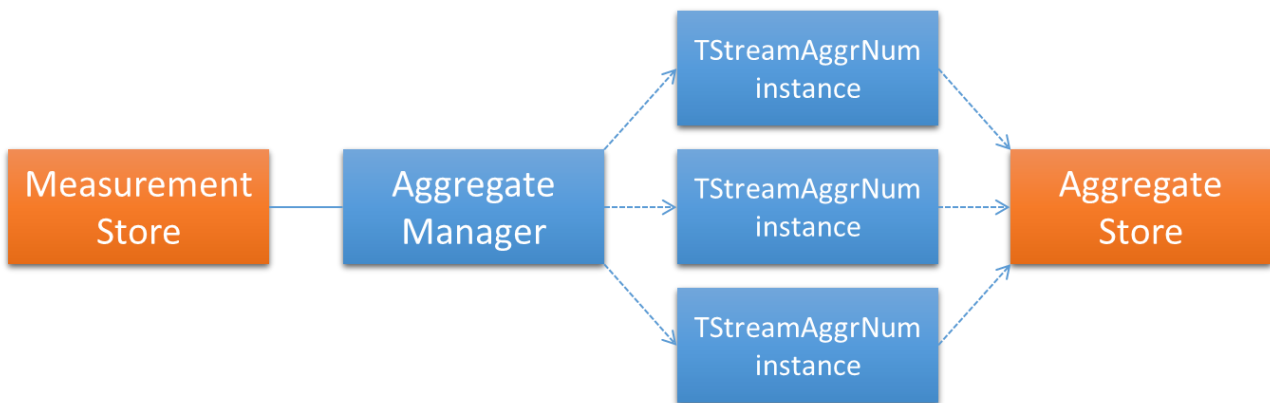 Measurement
Store
Aggregate
Manager
TStreamAggrNum
instance
TStreamAggrNum
instance
TStreamAggrNum
instance
Aggregate
Store